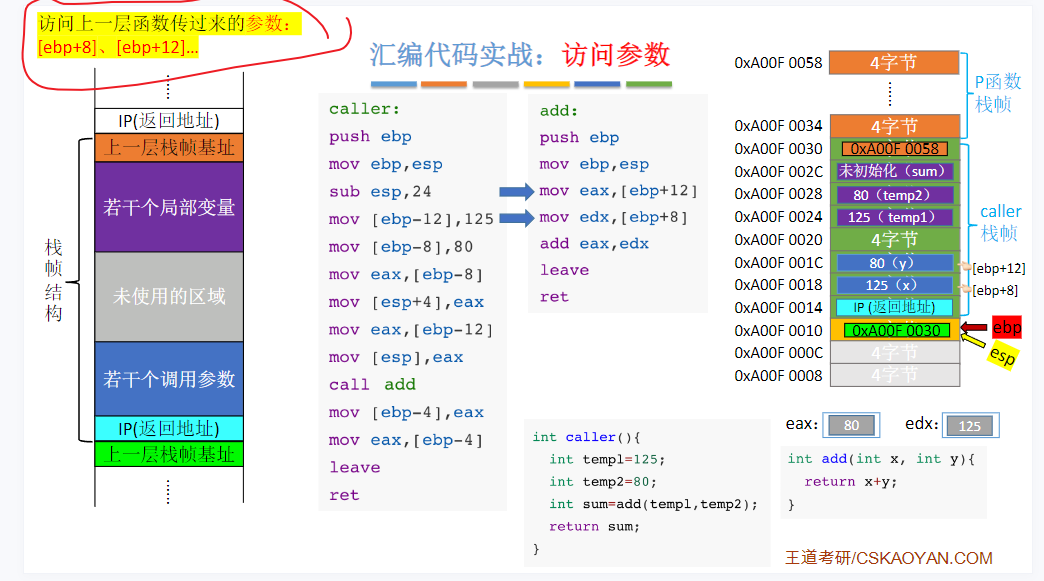 访问上一层函数传过来的参数：
[ebp+8]、[ebp+12]…
汇编代码实战：访问参数
IP(返回地址)
上一层栈帧基址
若干个局部变量
未使用的区域
若干个调用参数
IP(返回地址)
上一层栈帧基址
栈帧结构
caller:
push ebp
mov ebp,esp
sub esp,24
mov [ebp-12],125
mov [ebp-8],80
mov eax,[ebp-8]
mov [esp+4],eax
mov eax,[ebp-12]
mov [esp],eax
call add
mov [ebp-4],eax
mov eax,[ebp-4]
leave
ret
add:
push ebp
mov ebp,esp
mov eax,[ebp+12]
mov edx,[ebp+8]
add eax,edx
leave
ret
int caller(){
int temp1=125;
int temp2=80;
int sum=add(temp1,temp2);
return sum;
}
0xA00F 0058 4字节
0xA00F 0034 4字节
0xA00F 0030 0xA00F 0058
0xA00F 002C 未初始化（sum）
0xA00F 0028 80（temp2）
0xA00F 0024 125（temp1）
0xA00F 0020 4字节
0xA00F 001C 80（y） [ebp+12]
0xA00F 0018 125（x） [ebp+8]
0xA00F 0014 IP (返回地址)
0xA00F 0010 0xA00F 0030 ebp
esp
0xA00F 000C 4字节
0xA00F 0008 4字节
P函数
栈帧
caller
栈帧
eax: 80 edx: 125
int add(int x, int y){
return x+y;
}
王道考研/CSKAOYAN.COM